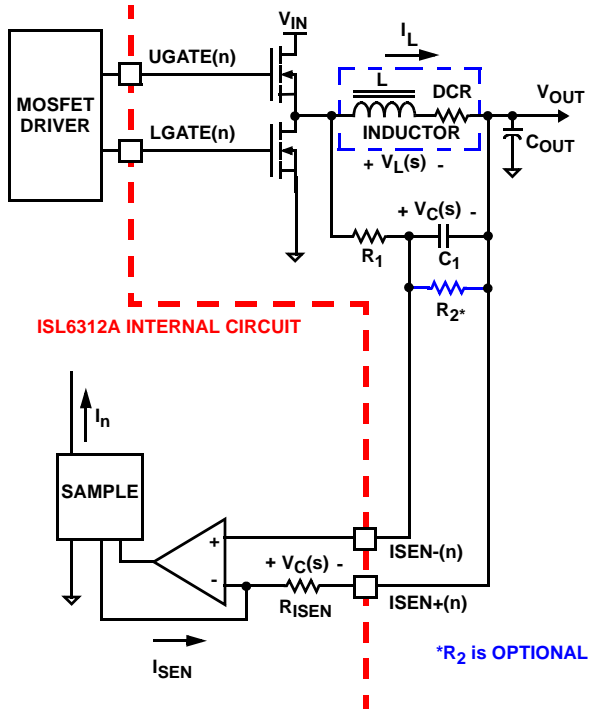 V_IN
I_L
UGATE(n)
L
DCR
V_OUT
MOSFET
DRIVER
LGATE(n)
INDUCTOR
C_OUT
+ V_L(s) -
+ V_C(s) -
R_1
C_1
R_2*
ISL6312A INTERNAL CIRCUIT
I_n
SAMPLE
+
-
ISEN-(n)
+ V_C(s) -
R_ISEN
ISEN+(n)
I_SEN
*R_2 is OPTIONAL